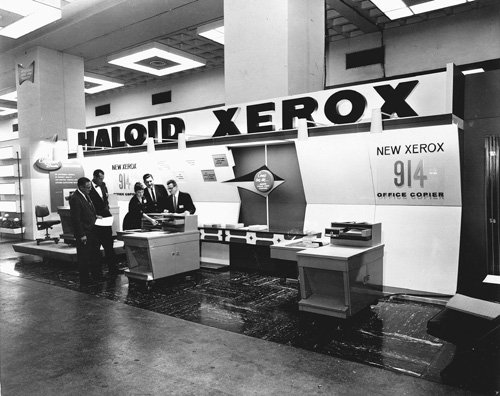 HALOID XEROX
NEW XEROX
914
NEW XEROX
914
OFFICE COPIER